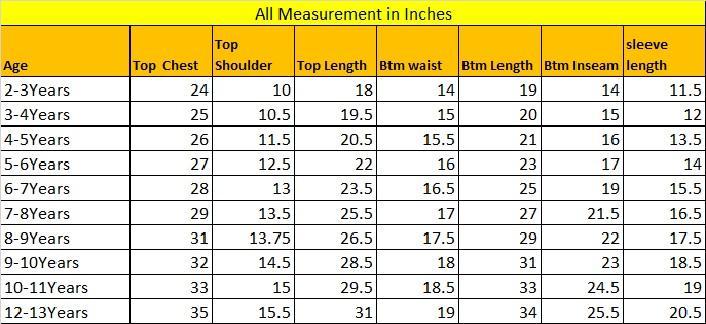 All Measurement in Inches
Age Top Chest Top Shoulder Top Length Btm waist Btm Length Btm Inseam sleeve length
2-3Years 24 10 18 14 19 14 11.5
3-4Years 25 10.5 19.5 15 20 15 12
4-5Years 26 11.5 20.5 15.5 21 16 13.5
5-6Years 27 12.5 22 16 23 17 14
6-7Years 28 13 23.5 16.5 25 19 15.5
7-8Years 29 13.5 25.5 17 27 21.5 16.5
8-9Years 31 13.75 26.5 17.5 29 22 17.5
9-10Years 32 14.5 28.5 18 31 23 18.5
10-11Years 33 15 29.5 18.5 33 24.5 19
12-13Years 35 15.5 31 19 34 25.5 20.5